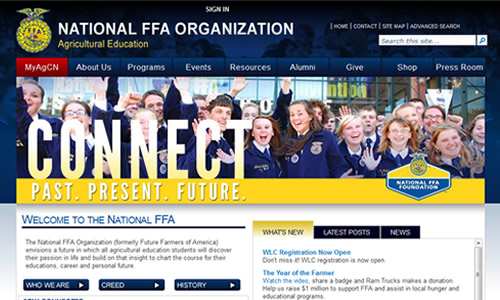 SIGN IN
FFA
NATIONAL FFA ORGANIZATION
Agricultural Education
HOME | CONTACT | SITE MAP | ADVANCED SEARCH
Search this site...
MyAgCN About Us Programs Events Resources Alumni Give Shop Press Room
CONNECT
PAST. PRESENT. FUTURE.
NATIONAL FFA
FOUNDATION
WELCOME TO THE NATIONAL FFA
The National FFA Organization (formerly Future Farmers of America)
envisions a future in which all agricultural education students will discover
their passion in life and build on that insight to chart the course for their
educations, career and personal future.
WHO WE ARE CREED HISTORY
WHAT'S NEW LATEST POSTS NEWS
WLC Registration Now Open
Don't miss it! WLC registration is now open.
The Year of the Farmer
Watch the video, share a badge and Ram Trucks makes a donation.
Help us raise $1 million to support FFA and assist in local hunger and
educational programs.